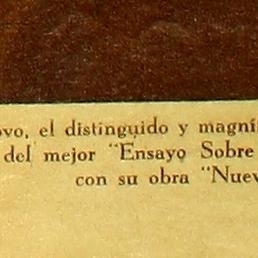 ovo, el distinguido y magní
del mejor "Ensayo Sobre
con su obra "Nuev